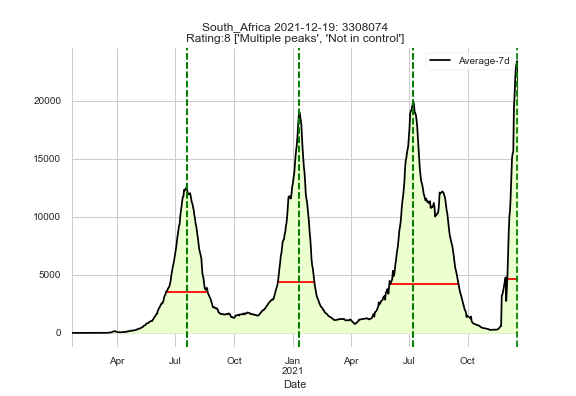 South_Africa 2021-12-19: 3308074
Rating:8 ['Multiple peaks', 'Not in control']
Average-7d
20000
15000
10000
5000
0
Apr
Jul
Oct
Jan
2021
Apr
Jul
Oct
Date